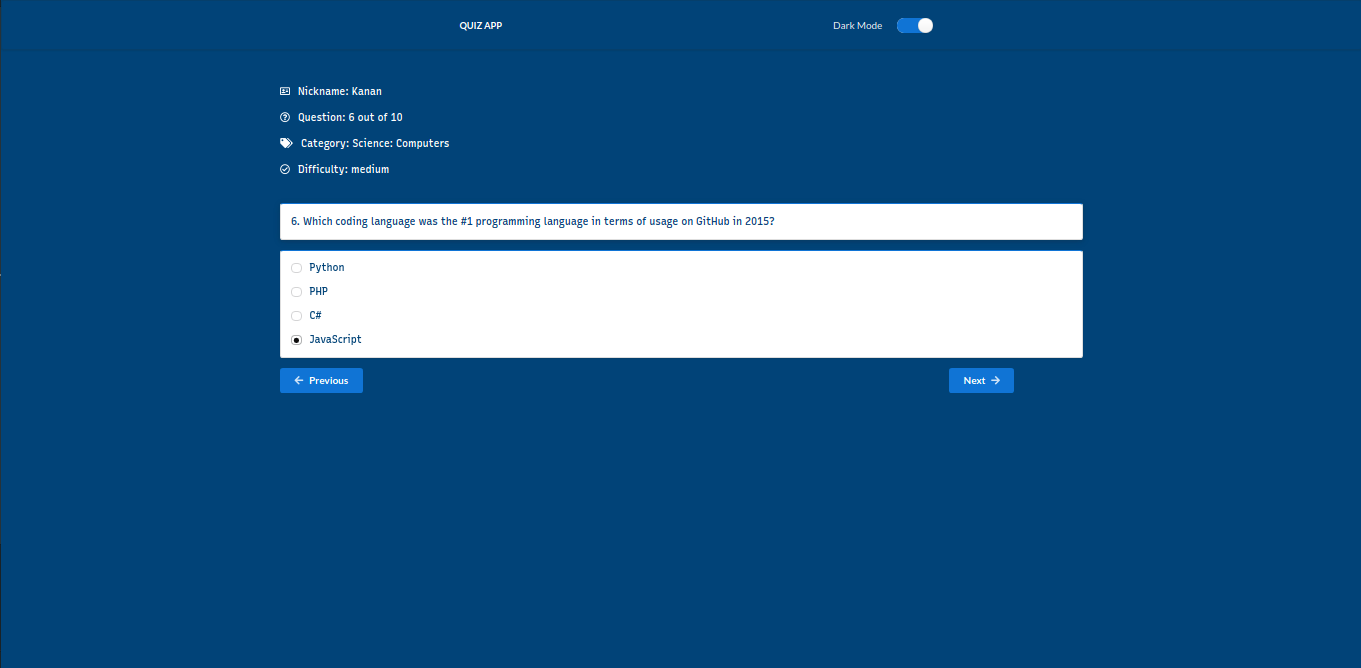 QUIZ APP
Dark Mode
Nickname: Kanan
Question: 6 out of 10
Category: Science: Computers
Difficulty: medium
6. Which coding language was the #1 programming language in terms of usage on GitHub in 2015?
Python
PHP
C#
JavaScript
Previous
Next